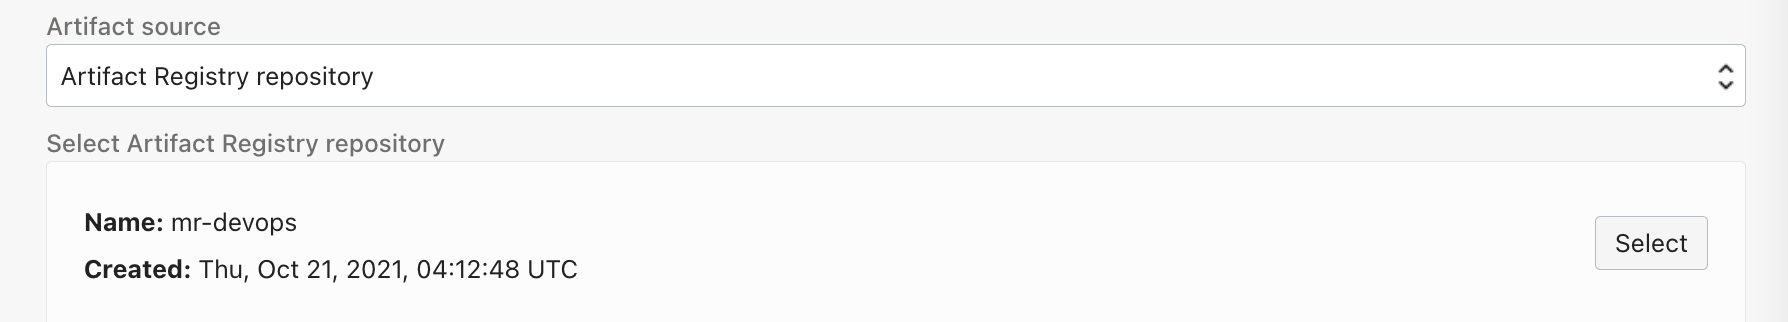 Artifact source
Artifact Registry repository
Select Artifact Registry repository
Name: mr-devops
Select
Created: Thu, Oct 21, 2021, 04:12:48 UTC